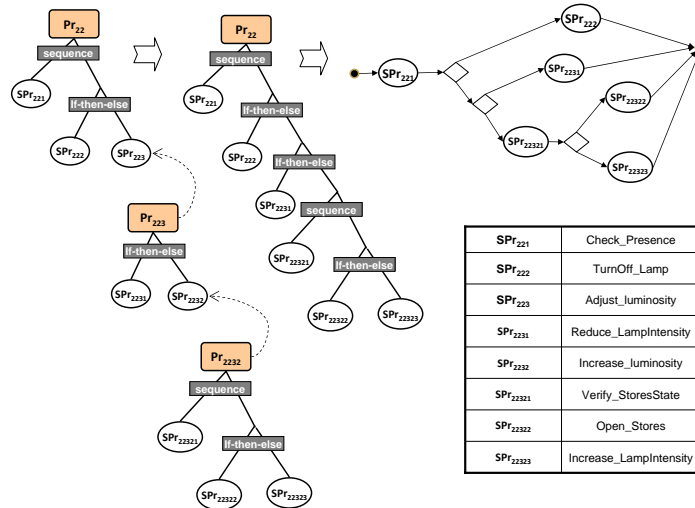 Pr22
sequence
SPr221
If-then-else
SPr222
SPr223
Pr223
If-then-else
SPr2231
SPr2232
Pr2232
sequence
SPr22321
If-then-else
SPr22322
SPr22323
Pr22
sequence
SPr221
If-then-else
SPr222
If-then-else
SPr2231
sequence
SPr22321
If-then-else
SPr22322
SPr22323
SPr221
SPr222
SPr2231
SPr22321
SPr22322
SPr22323
SPr221 Check_Presence
SPr222 TurnOff_Lamp
SPr223 Adjust_luminosity
SPr2231 Reduce_LampIntensity
SPr2232 Increase_luminosity
SPr22321 Verify_StoresState
SPr22322 Open_Stores
SPr22323 Increase_LampIntensity